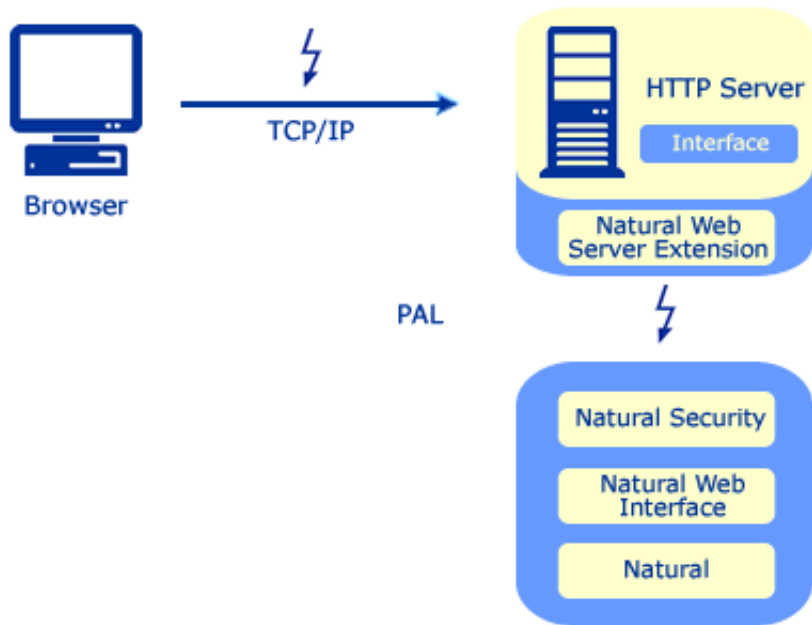 HTTP Server
TCP/IP
Interface
Browser
Natural Web
Server Extension
PAL
Natural Security
Natural Web
Interface
Natural